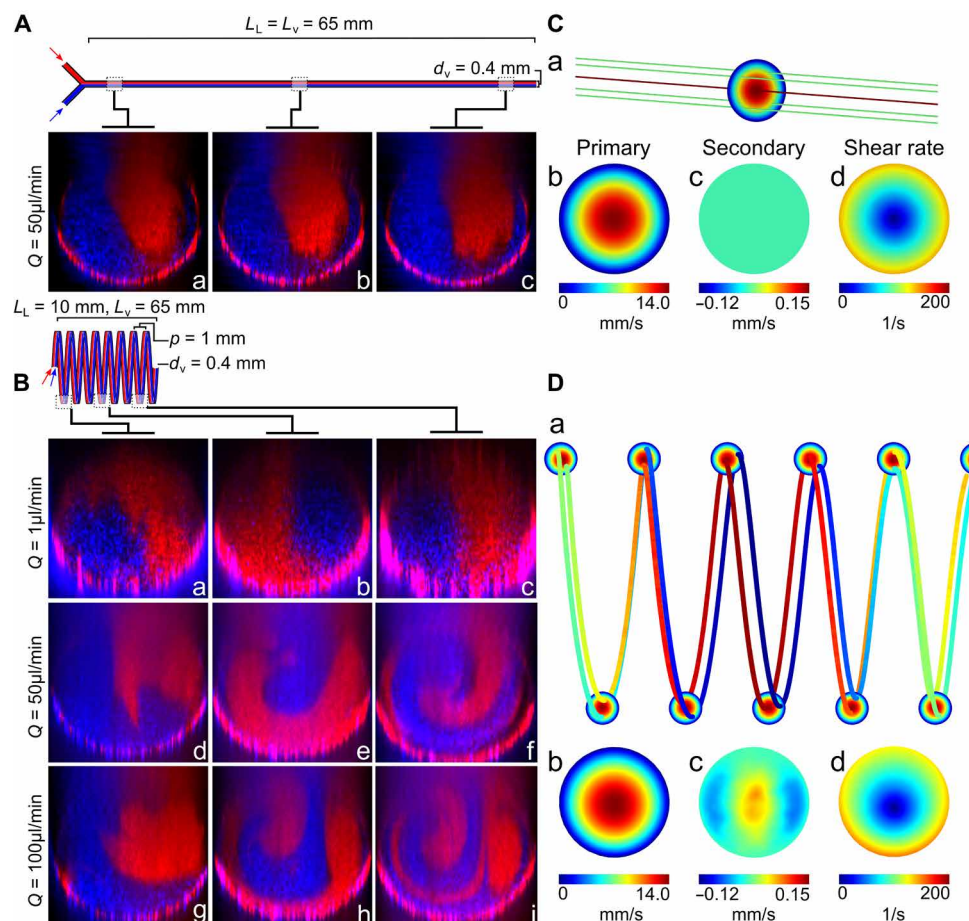 A
L_L = L_v = 65 mm
d_v = 0.4 mm
Q = 50µl/min
a
b
c
L_L = 10 mm, L_v = 65 mm
p = 1 mm
d_v = 0.4 mm
B
Q = 1µl/min
a
b
c
Q = 50µl/min
d
e
f
Q = 100µl/min
g
h
i
C
a
Primary
Secondary
Shear rate
b
c
d
0
14.0
−0.12
0.15
0
200
mm/s
mm/s
1/s
D
a
b
c
d
0
14.0
−0.12
0.15
0
200
mm/s
mm/s
1/s